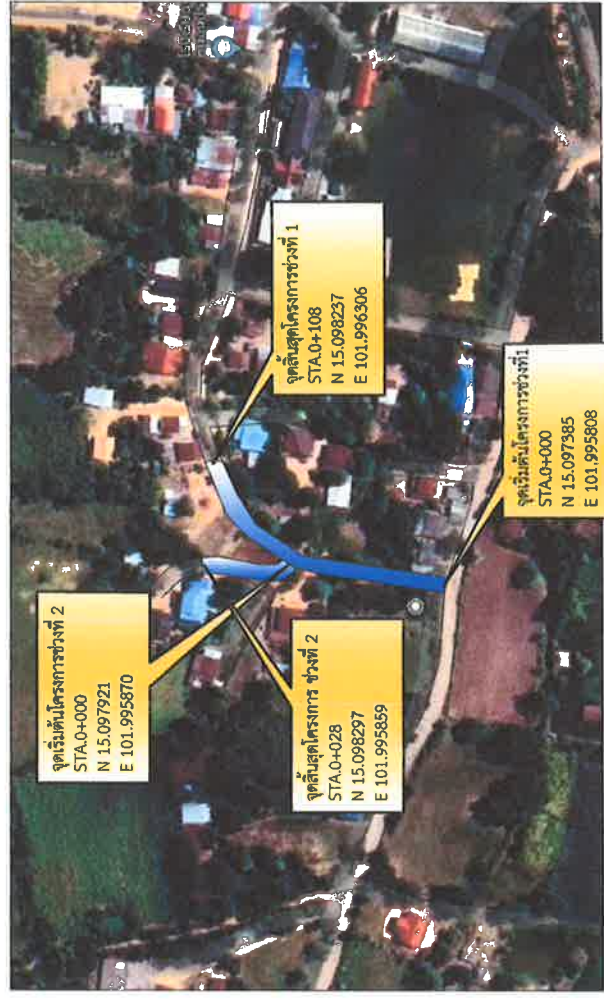 จุดเริ่มต้นโครงการช่วงที่ 2
STA.0+000
N 15.097921
E 101.995870
จุดสิ้นสุดโครงการ ช่วงที่ 2
STA.0+028
N 15.098297
E 101.995859
จุดสิ้นสุดโครงการช่วงที่ 1
STA.0+108
N 15.098237
E 101.996306
จุดเริ่มต้นโครงการช่วงที่1
STA.0+000
N 15.097385
E 101.995808